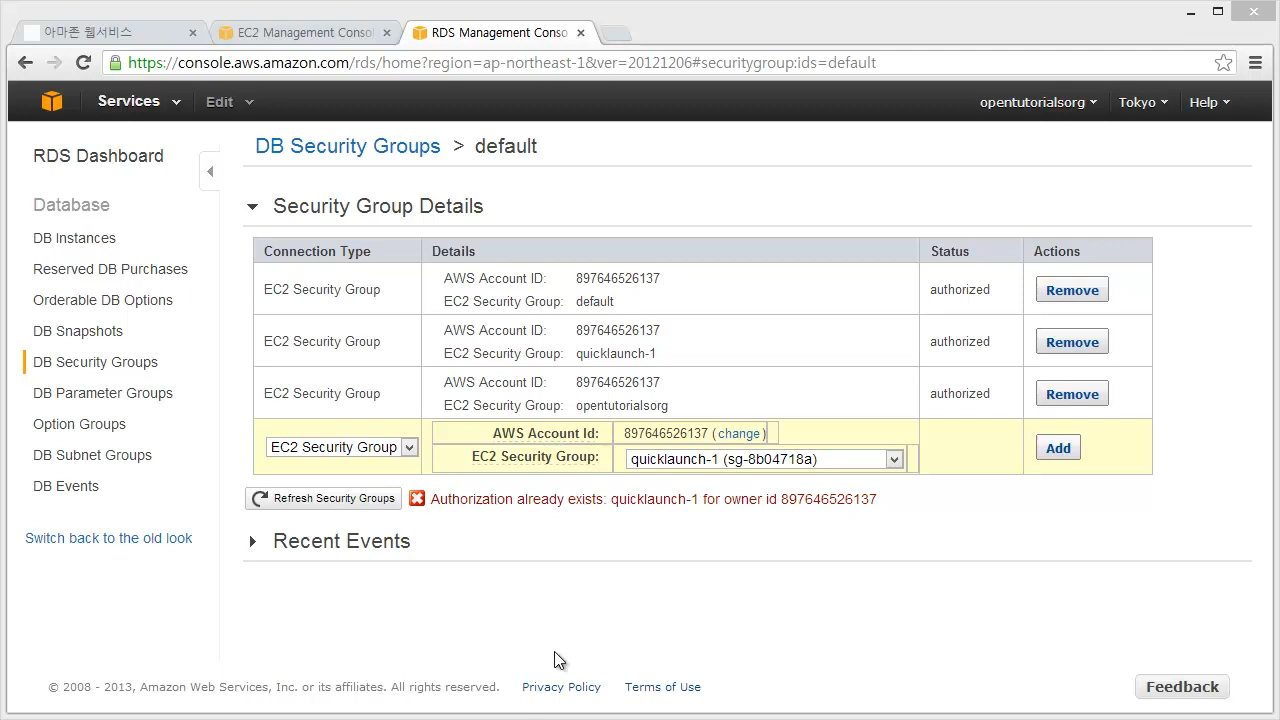 아마존 웹서비스
EC2 Management Consol
RDS Management Conso
https://console.aws.amazon.com/rds/home?region=ap-northeast-1&ver=20121206#securitygroup:ids=default
Services Edit opentutorialsorg Tokyo Help
RDS Dashboard
Database
DB Instances
Reserved DB Purchases
Orderable DB Options
DB Snapshots
DB Security Groups
DB Parameter Groups
Option Groups
DB Subnet Groups
DB Events
Switch back to the old look
DB Security Groups > default
Security Group Details
Connection Type Details Status Actions
EC2 Security Group AWS Account ID: 897646526137 authorized Remove
EC2 Security Group: default
EC2 Security Group AWS Account ID: 897646526137 authorized Remove
EC2 Security Group: quicklaunch-1
EC2 Security Group AWS Account ID: 897646526137 authorized Remove
EC2 Security Group: opentutorialsorg
EC2 Security Group AWS Account Id: 897646526137 (change) Add
EC2 Security Group: quicklaunch-1 (sg-8b04718a)
Refresh Security Groups Authorization already exists: quicklaunch-1 for owner id 897646526137
Recent Events
© 2008 - 2013, Amazon Web Services, Inc. or its affiliates. All rights reserved. Privacy Policy Terms of Use Feedback